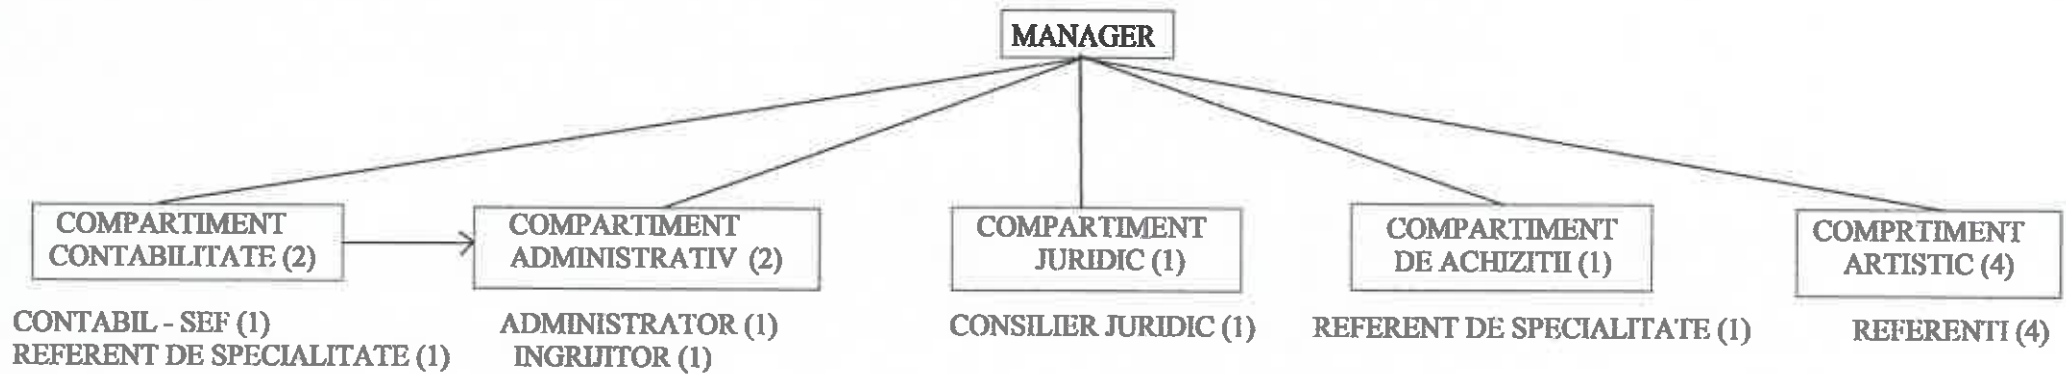 MANAGER
COMPARTIMENT
CONTABILITATE (2)
CONTABIL - SEF (1)
REFERENT DE SPECIALITATE (1)
COMPARTIMENT
ADMINISTRATIV (2)
ADMINISTRATOR (1)
INGRIJITOR (1)
COMPARTIMENT
JURIDIC (1)
CONSILIER JURIDIC (1)
COMPARTIMENT
DE ACHIZITII (1)
REFERENT DE SPECIALITATE (1)
COMPRTIMENT
ARTISTIC (4)
REFERENTI (4)